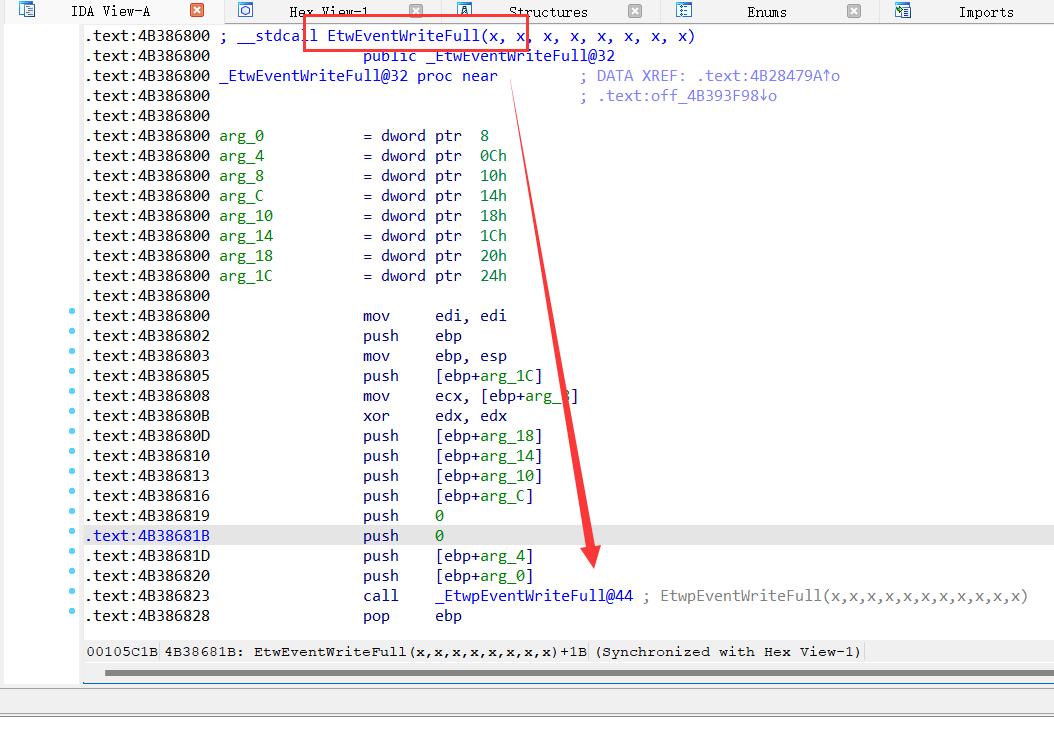 IDA View-A Hex View-1 Structures Enums Imports
.text:4B386800 ; __stdcall EtwEventWriteFull(x, x, x, x, x, x, x, x)
.text:4B386800 public _EtwEventWriteFull@32
.text:4B386800 _EtwEventWriteFull@32 proc near ; DATA XREF: .text:4B28479A↑o
.text:4B386800 ; .text:off_4B393F98↓o
.text:4B386800
.text:4B386800 arg_0 = dword ptr 8
.text:4B386800 arg_4 = dword ptr 0Ch
.text:4B386800 arg_8 = dword ptr 10h
.text:4B386800 arg_C = dword ptr 14h
.text:4B386800 arg_10 = dword ptr 18h
.text:4B386800 arg_14 = dword ptr 1Ch
.text:4B386800 arg_18 = dword ptr 20h
.text:4B386800 arg_1C = dword ptr 24h
.text:4B386800
.text:4B386800 mov edi, edi
.text:4B386802 push ebp
.text:4B386803 mov ebp, esp
.text:4B386805 push [ebp+arg_1C]
.text:4B386808 mov ecx, [ebp+arg_8]
.text:4B38680B xor edx, edx
.text:4B38680D push [ebp+arg_18]
.text:4B386810 push [ebp+arg_14]
.text:4B386813 push [ebp+arg_10]
.text:4B386816 push [ebp+arg_C]
.text:4B386819 push 0
.text:4B38681B push 0
.text:4B38681D push [ebp+arg_4]
.text:4B386820 push [ebp+arg_0]
.text:4B386823 call _EtwpEventWriteFull@44 ; EtwpEventWriteFull(x,x,x,x,x,x,x,x,x,x,x)
.text:4B386828 pop ebp
00105C1B 4B38681B: EtwEventWriteFull(x,x,x,x,x,x,x,x)+1B (Synchronized with Hex View-1)